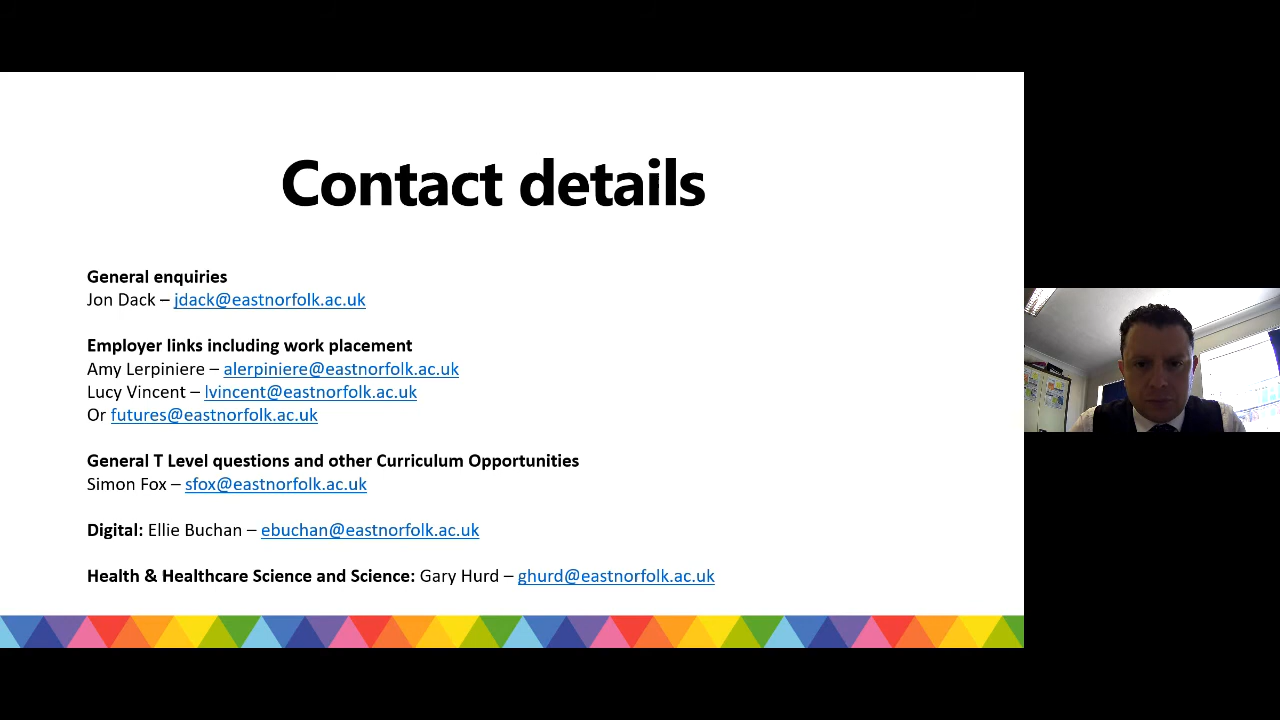 Contact details
General enquiries
Jon Dack – jdack@eastnorfolk.ac.uk
Employer links including work placement
Amy Lerpiniere – alerpiniere@eastnorfolk.ac.uk
Lucy Vincent – lvincent@eastnorfolk.ac.uk
Or futures@eastnorfolk.ac.uk
General T Level questions and other Curriculum Opportunities
Simon Fox – sfox@eastnorfolk.ac.uk
Digital: Ellie Buchan – ebuchan@eastnorfolk.ac.uk
Health & Healthcare Science and Science: Gary Hurd – ghurd@eastnorfolk.ac.uk